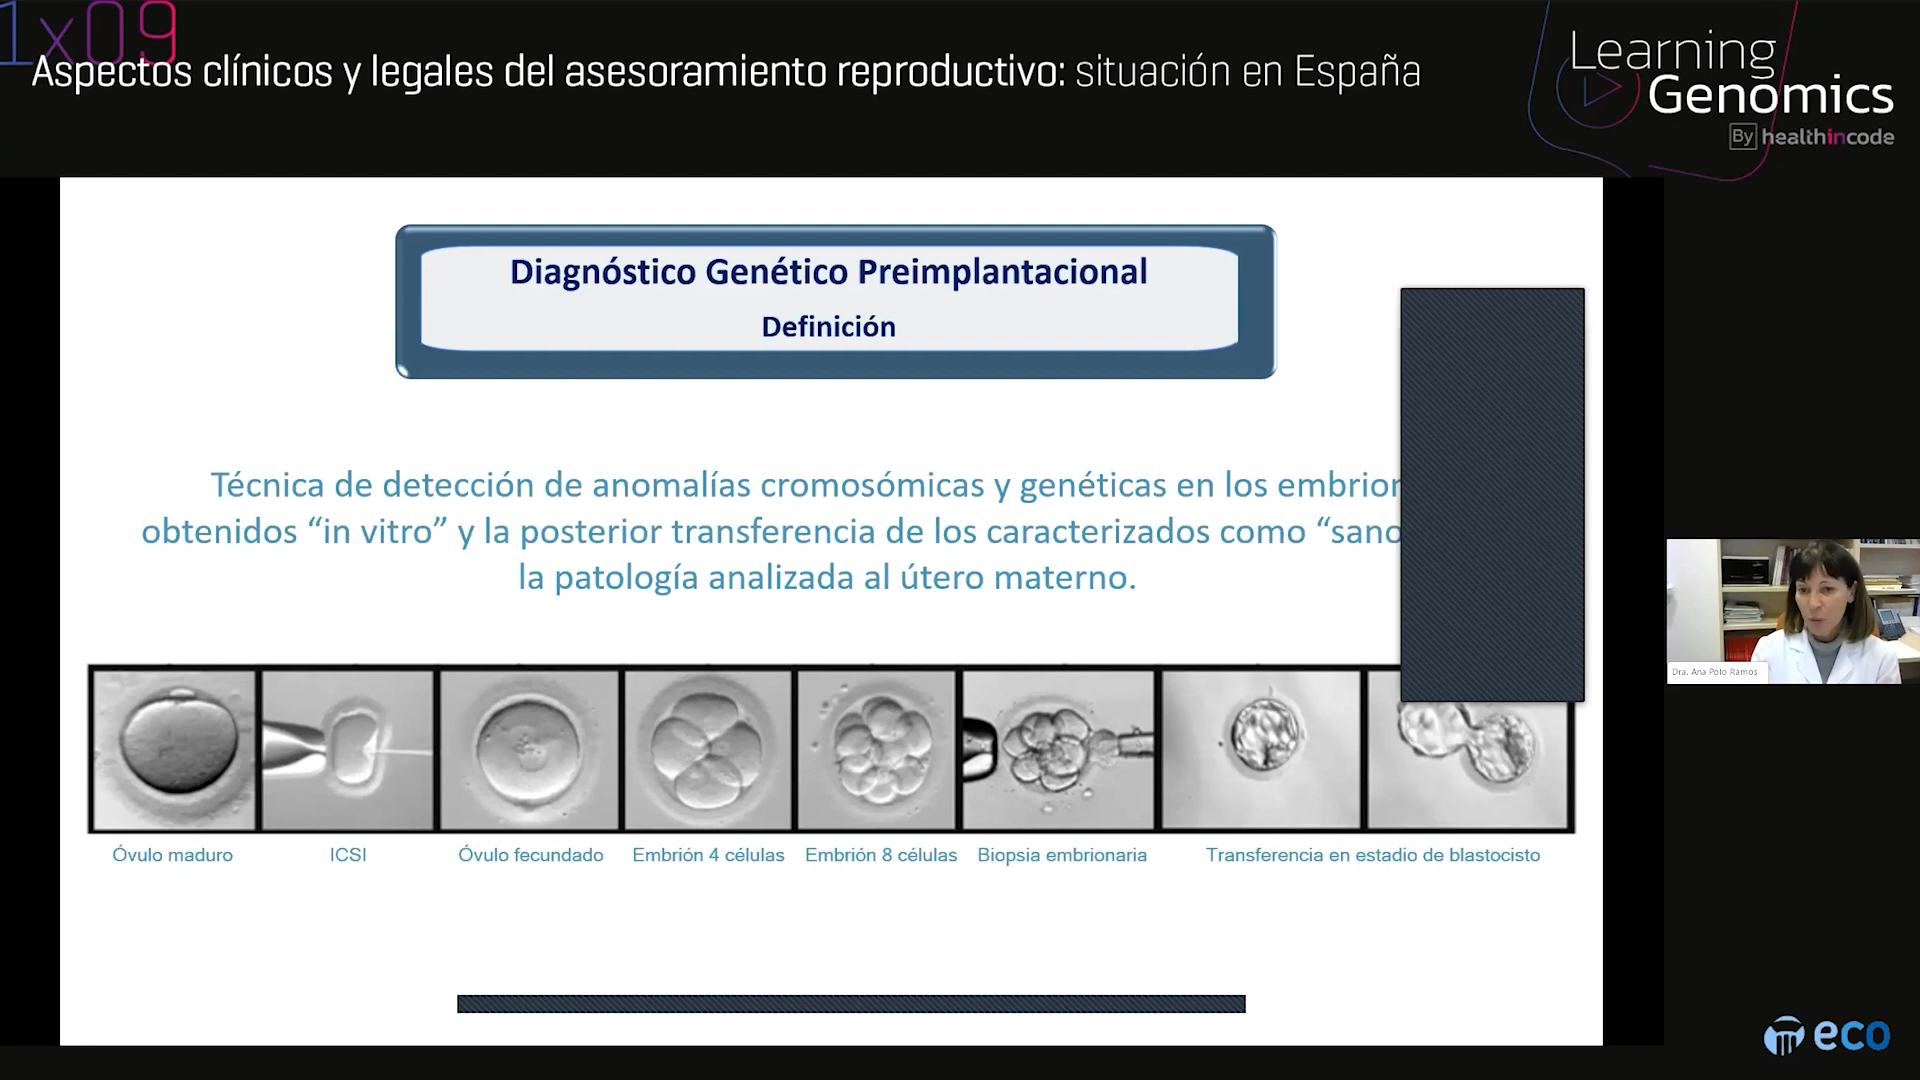 1x09
Aspectos clínicos y legales del asesoramiento reproductivo: situación en España
Learning
Genomics
By healthincode
Diagnóstico Genético Preimplantacional
Definición
Técnica de detección de anomalías cromosómicas y genéticas en los
obtenidos “in vitro” y la posterior transferencia de los caracterizados como
la patología analizada al útero materno.
Dra. Ana Polo Ramos
Óvulo maduro
ICSI
Óvulo fecundado
Embrión 4 células
Embrión 8 células
Biopsia embrionaria
Transferencia en estadio de blastocisto
eco